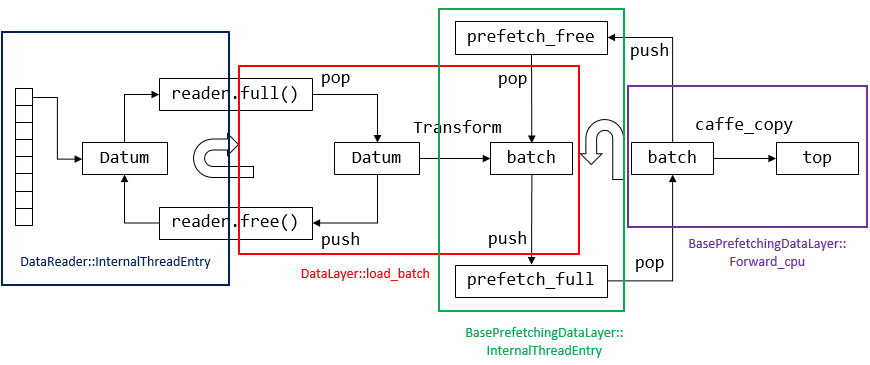 prefetch_free
push
reader.full()
pop
pop
Transform
caffe_copy
Datum
Datum
batch
batch
top
reader.free()
push
push
DataReader::InternalThreadEntry
DataLayer::load_batch
prefetch_full
pop
BasePrefetchingDataLayer::
Forward_cpu
BasePrefetchingDataLayer::
InternalThreadEntry